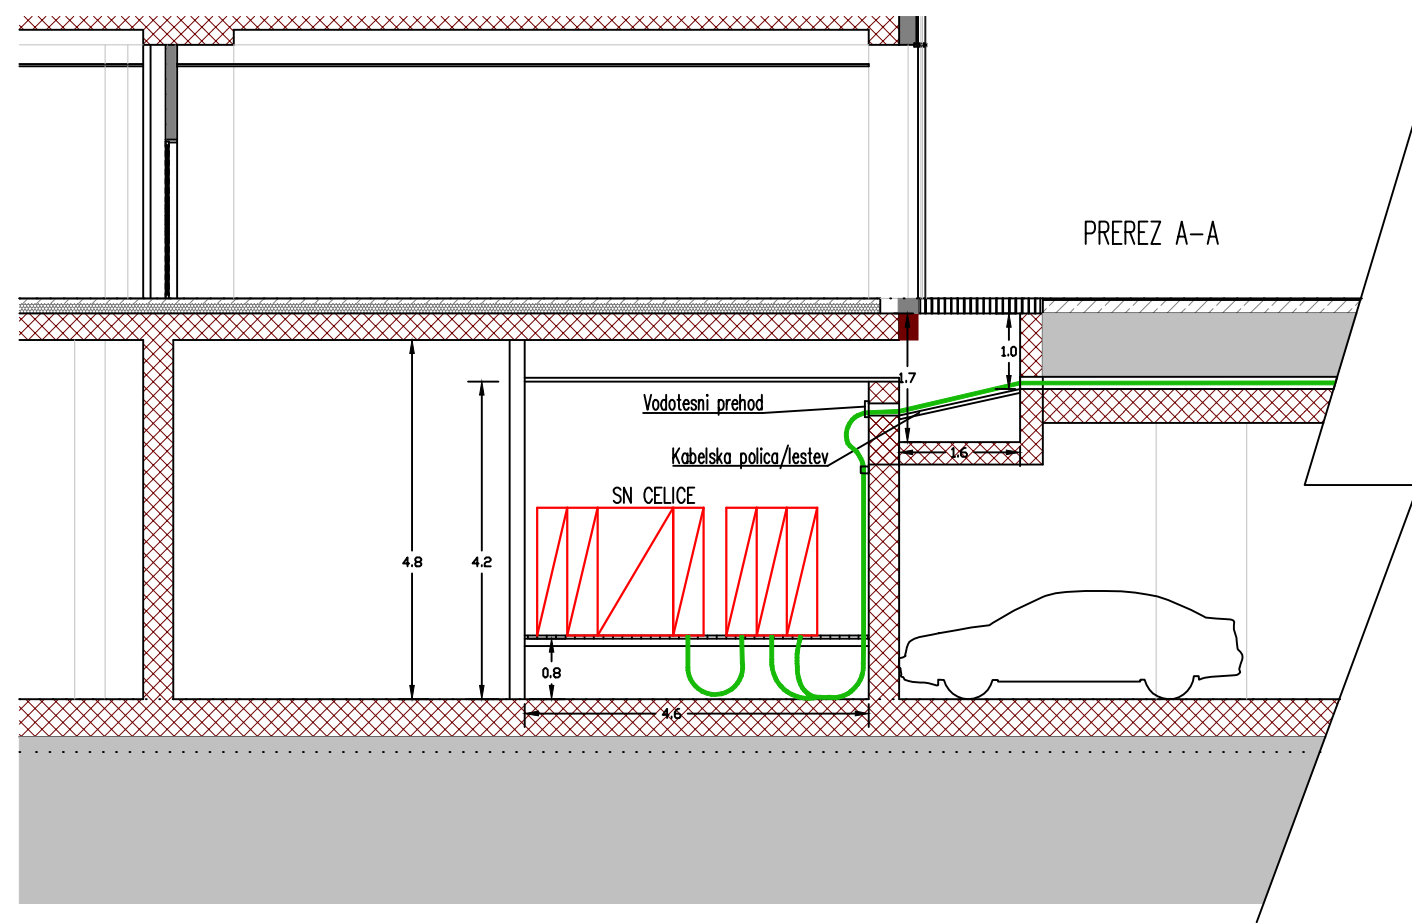 PREREZ A-A
1.0
1.7
Vodotesni prehod
Kabelska polica/lestev
1.6
SN CELICE
4.8
4.2
0.8
4.6